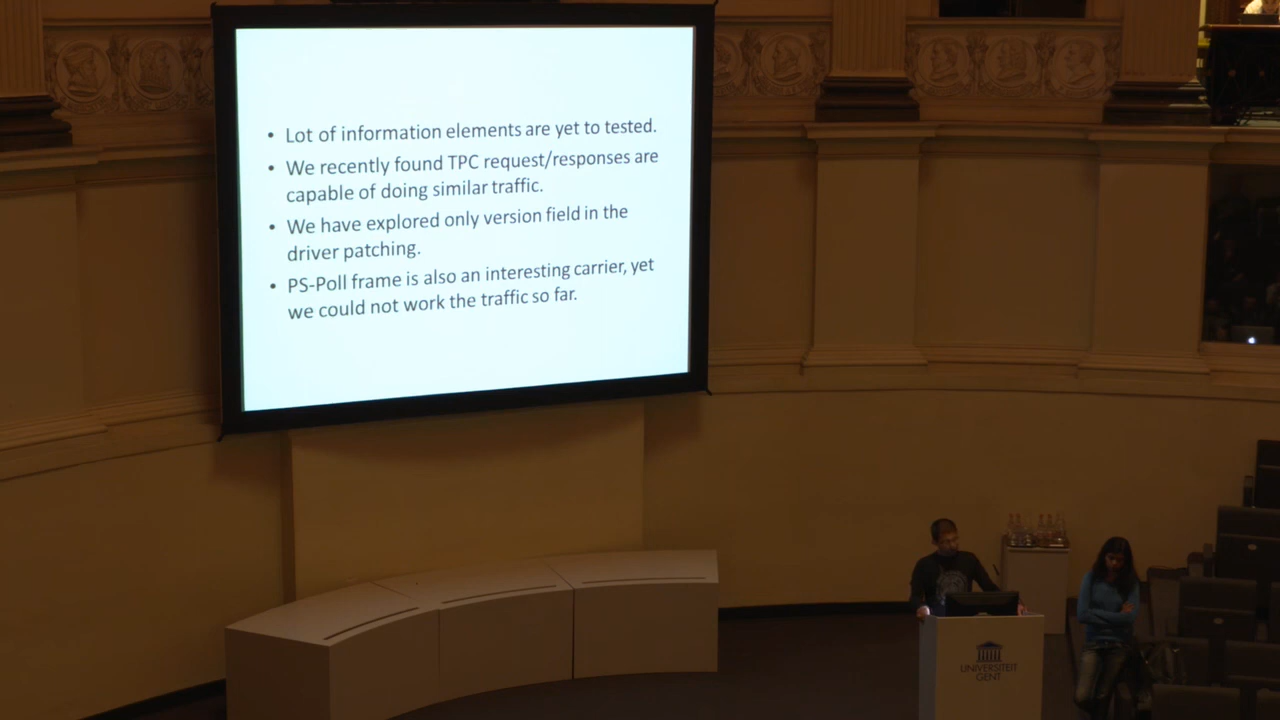 • Lot of information elements are yet to tested.
• We recently found TPC request/responses are
capable of doing similar traffic.
• We have explored only version field in the
driver patching.
• PS-Poll frame is also an interesting carrier, yet
we could not work the traffic so far.
UNIVERSITEIT
GENT